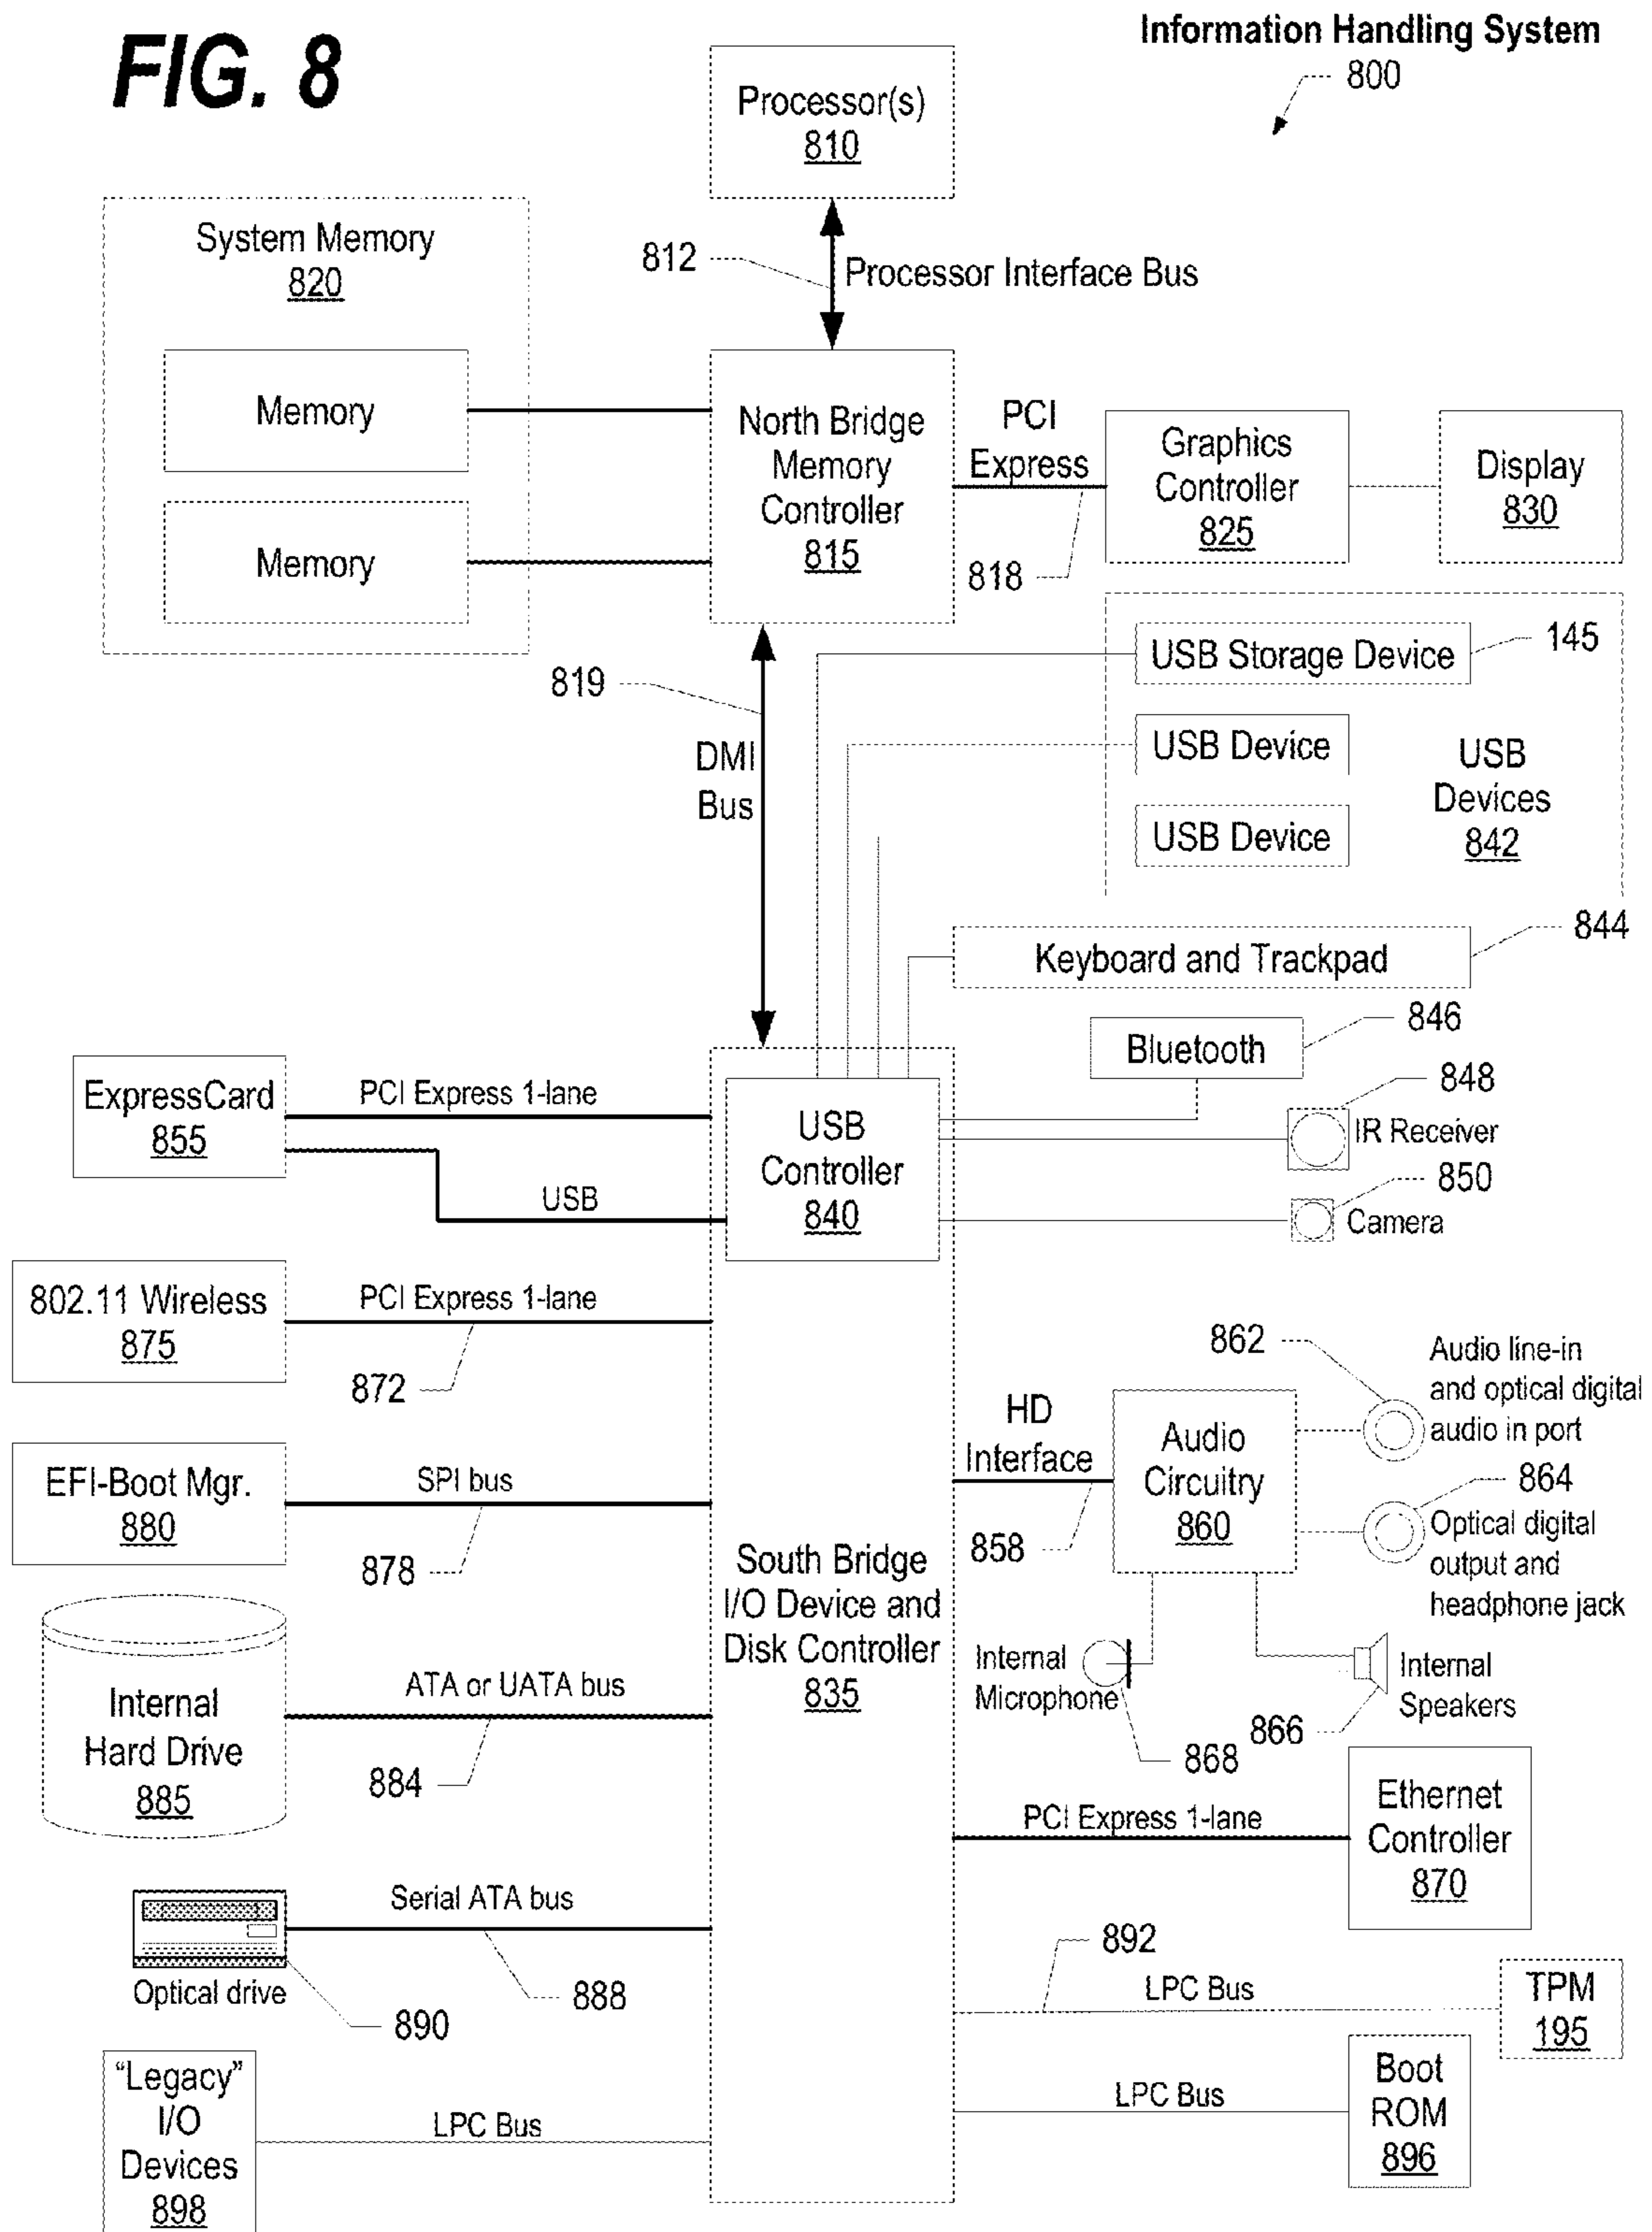 FIG. 8
Information Handling System
800
Processor(s)
810
812
Processor Interface Bus
System Memory
820
Memory
Memory
North Bridge
Memory
Controller
815
PCI
Express
818
Graphics
Controller
825
Display
830
819
DMI
Bus
USB Storage Device
145
USB Device
USB Device
USB
Devices
842
Keyboard and Trackpad
844
Bluetooth
846
848
IR Receiver
850
Camera
ExpressCard
855
PCI Express 1-lane
USB
USB
Controller
840
802.11 Wireless
875
PCI Express 1-lane
872
862
Audio line-in
and optical digital
audio in port
HD
Interface
858
Audio
Circuitry
860
864
Optical digital
output and
headphone jack
EFI-Boot Mgr.
880
SPI bus
878
South Bridge
I/O Device and
Disk Controller
835
Internal
Microphone
868
Internal
Speakers
866
Internal
Hard Drive
885
ATA or UATA bus
884
PCI Express 1-lane
Ethernet
Controller
870
Serial ATA bus
888
Optical drive
890
892
LPC Bus
TPM
195
"Legacy"
I/O
Devices
898
LPC Bus
LPC Bus
Boot
ROM
896